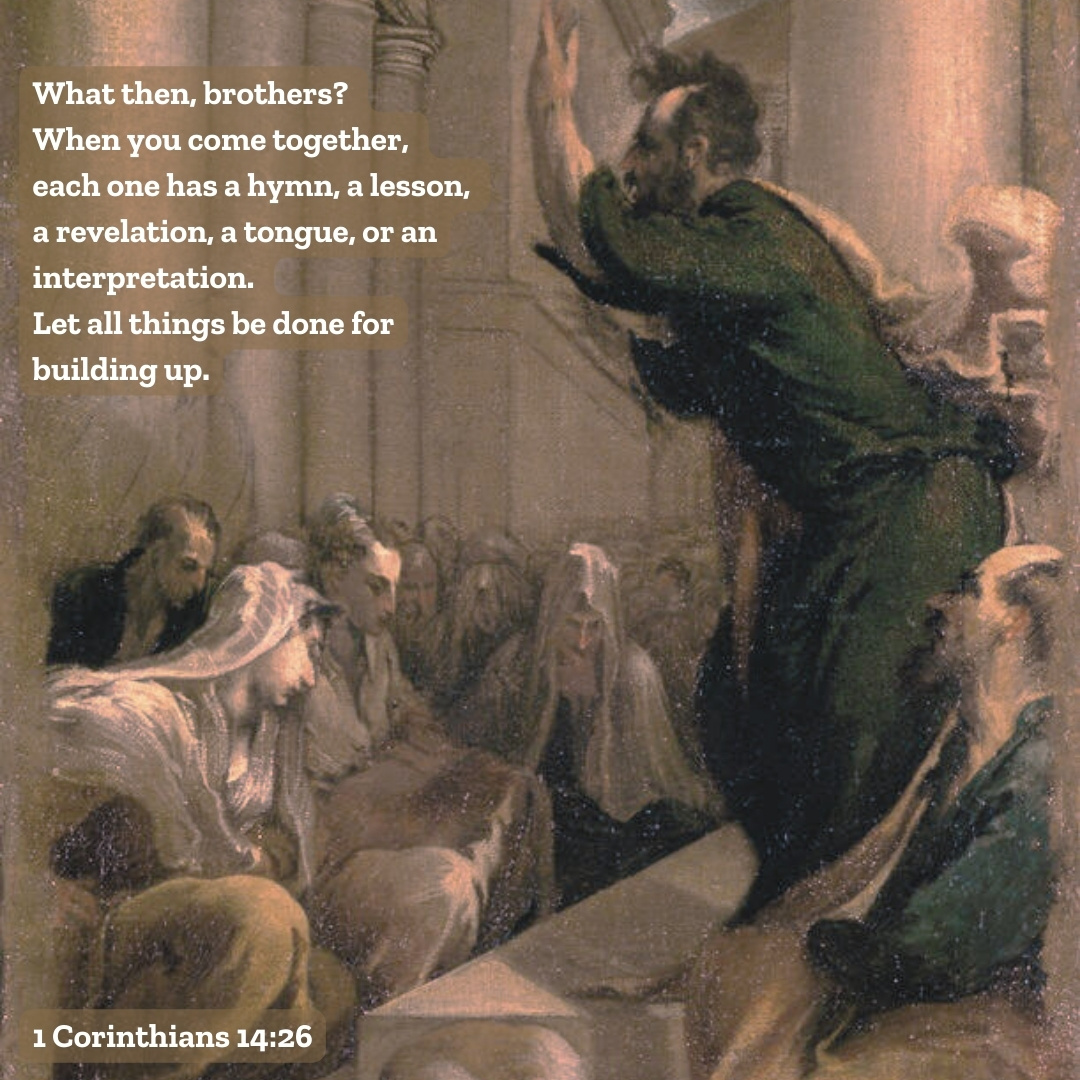 What then, brothers?
When you come together,
each one has a hymn, a lesson,
a revelation, a tongue, or an
interpretation.
Let all things be done for
building up.
1 Corinthians 14:26